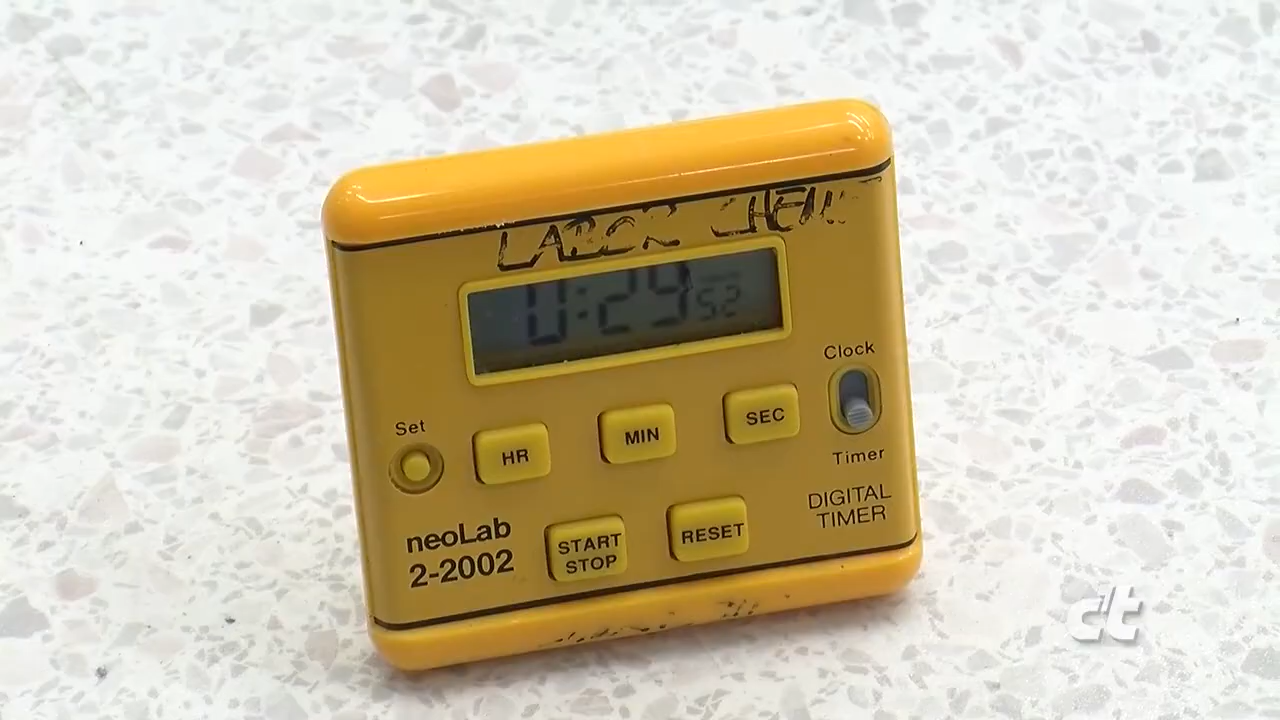 LABOR CHEM
0:29 52
Clock
Set
HR
MIN
SEC
Timer
neoLab
2-2002
START
STOP
RESET
DIGITAL
TIMER
c't